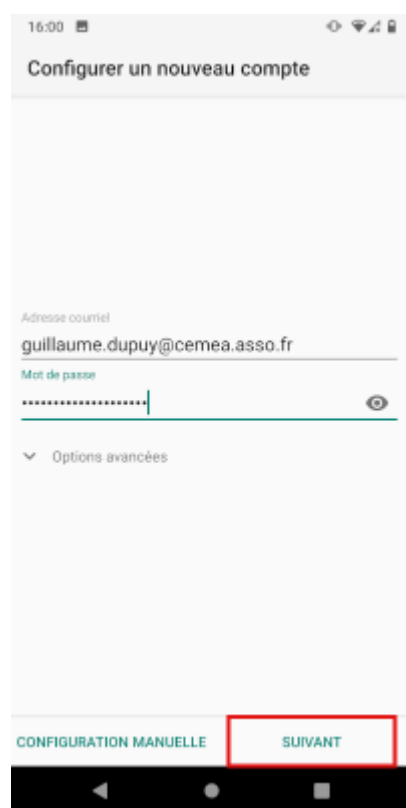 16:00
Configurer un nouveau compte
Adresse courriel
guillaume.dupuy@cemea.asso.fr
Mot de passe
••••••••••••••••••••
Options avancées
CONFIGURATION MANUELLE
SUIVANT